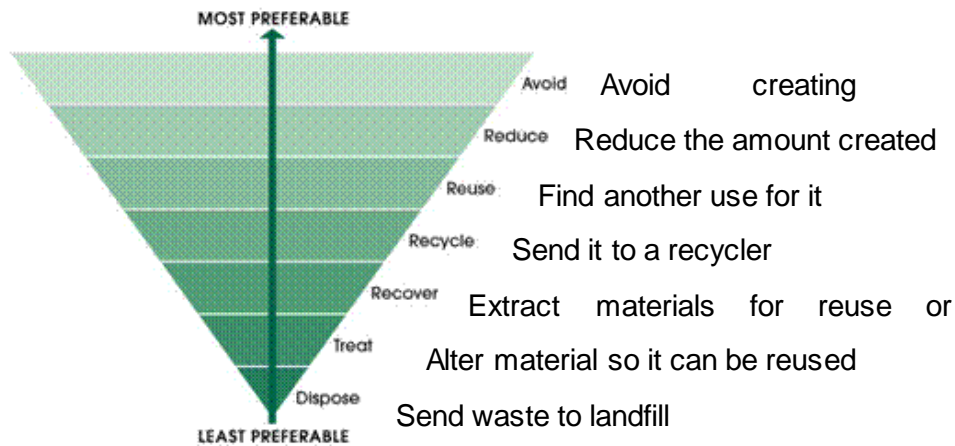 MOST PREFERABLE
Avoid Avoid creating
Reduce Reduce the amount created
Reuse Find another use for it
Recycle Send it to a recycler
Recover Extract materials for reuse or
Treat Alter material so it can be reused
Dispose Send waste to landfill
LEAST PREFERABLE